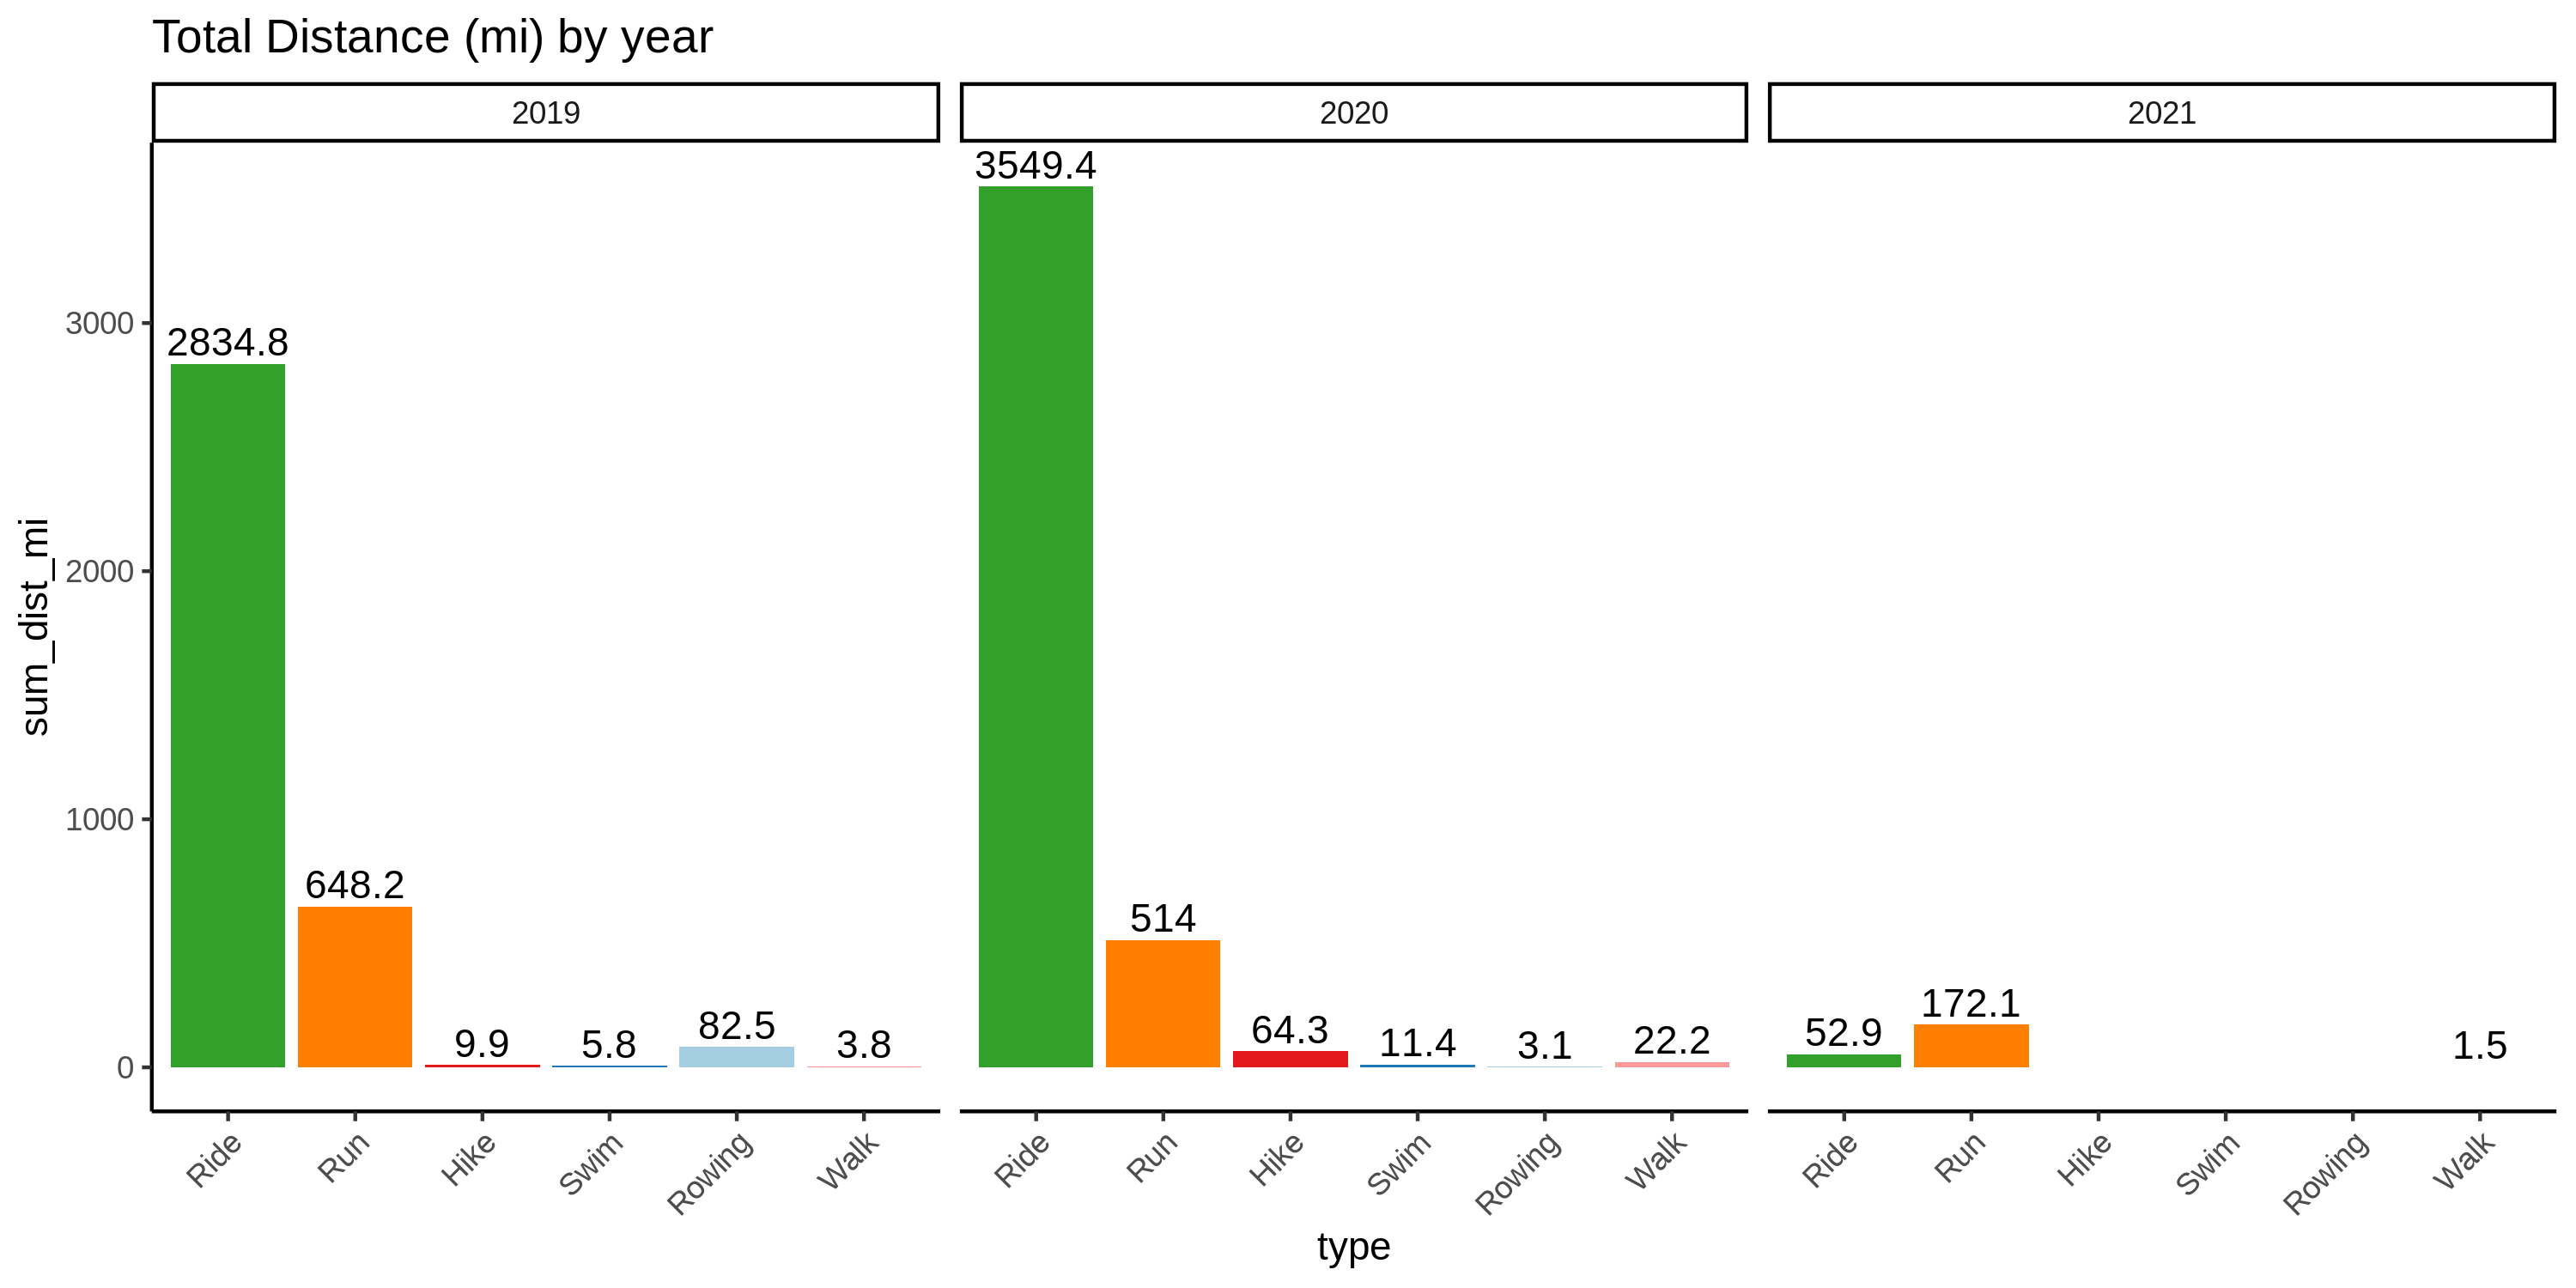 Total Distance (mi) by year
2019
2020
2021
sum_dist_mi
3000
2000
1000
0
2834.8
648.2
9.9
5.8
82.5
3.8
3549.4
514
64.3
11.4
3.1
22.2
52.9
172.1
1.5
Ride
Run
Hike
Swim
Rowing
Walk
Ride
Run
Hike
Swim
Rowing
Walk
Ride
Run
Hike
Swim
Rowing
Walk
type